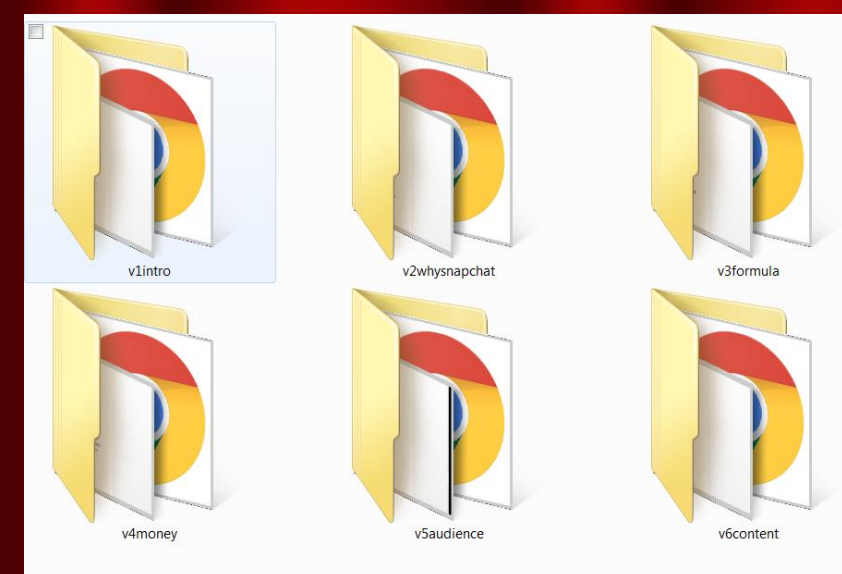 v1intro
v2whysnapchat
v3formula
v4money
v5audience
v6content